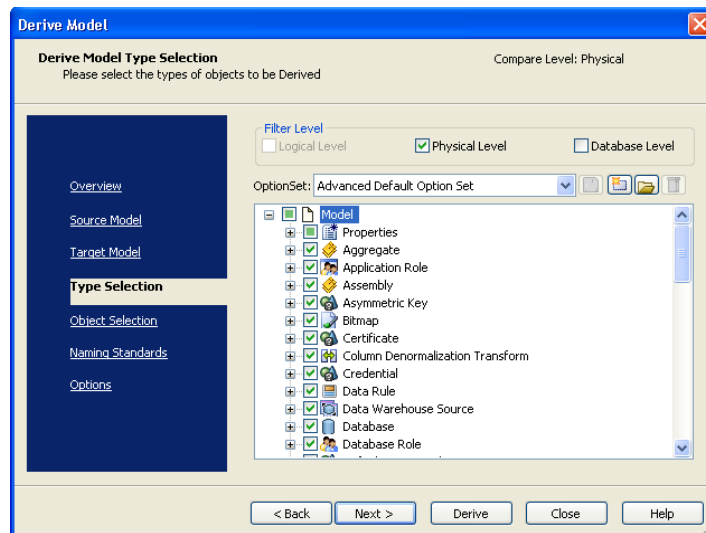 Derive Model
Derive Model Type Selection
Compare Level: Physical
Please select the types of objects to be Derived
Filter Level
Logical Level
Physical Level
Database Level
Overview
Source Model
Target Model
Type Selection
Object Selection
Naming Standards
Options
OptionSet: Advanced Default Option Set
Model
Properties
Aggregate
Application Role
Assembly
Asymmetric Key
Bitmap
Certificate
Column Denormalization Transform
Credential
Data Rule
Data Warehouse Source
Database
Database Role
< Back
Next >
Derive
Close
Help